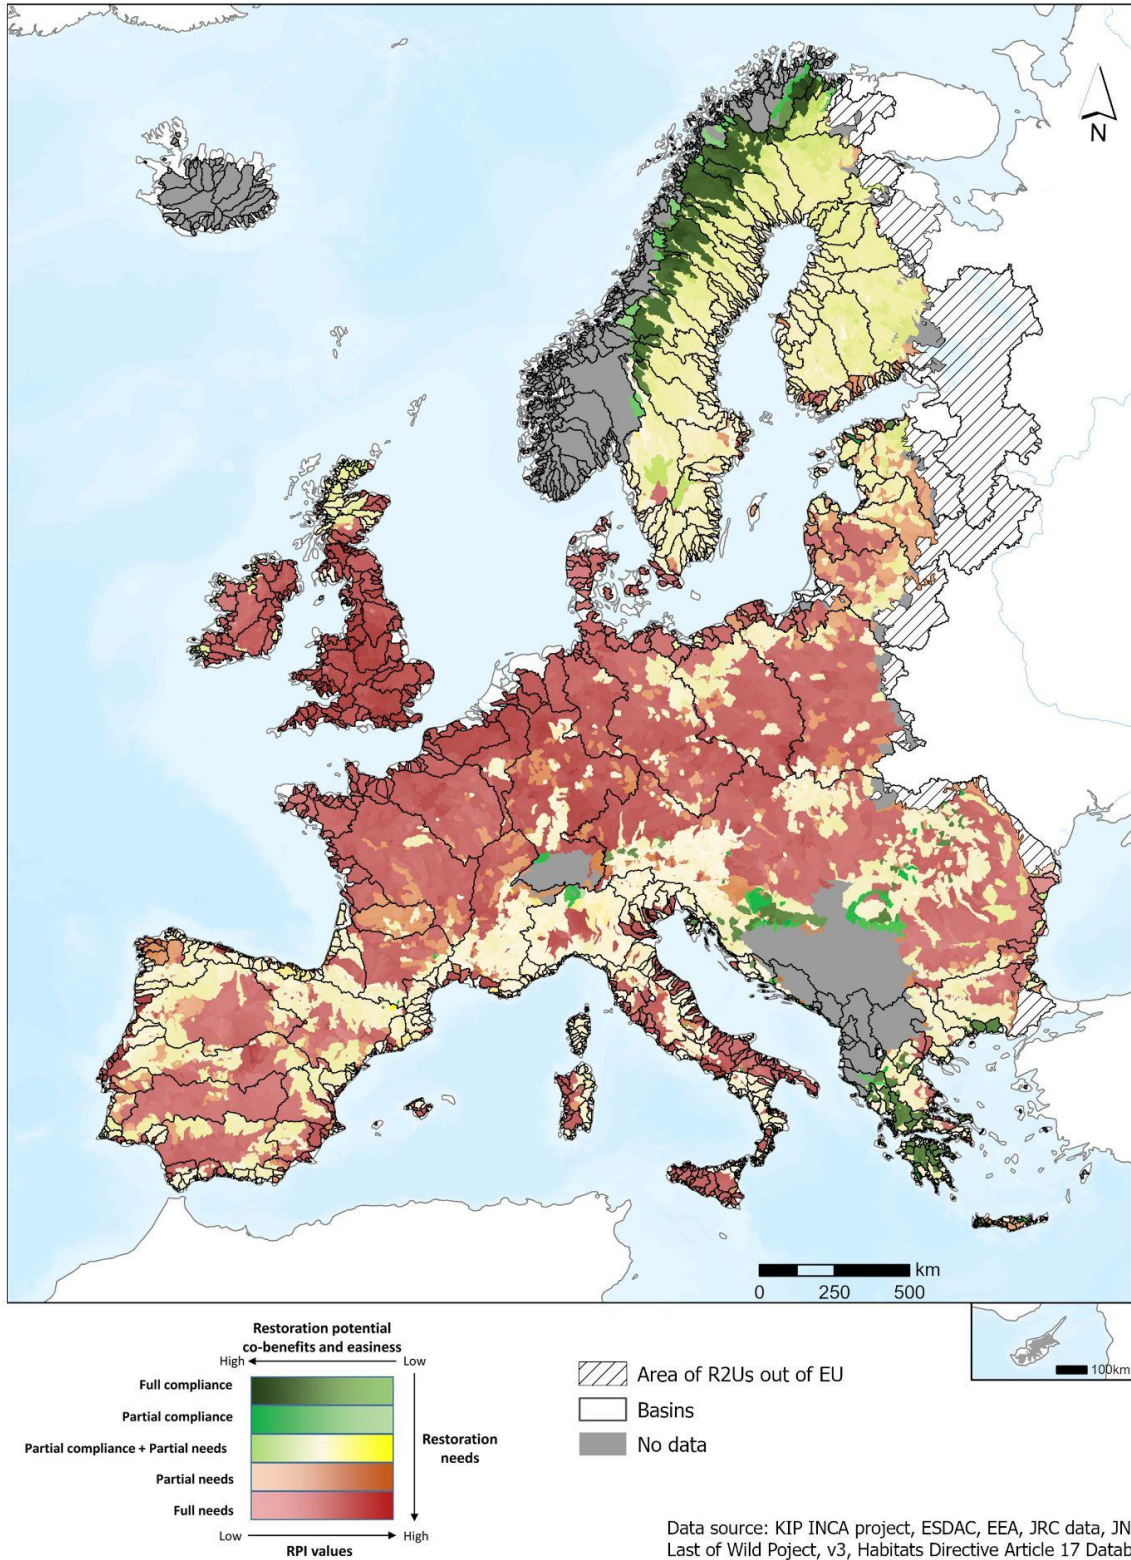 N
km
0 250 500
100km
Restoration potential
co-benefits and easiness
High Low
Full compliance
Partial compliance
Partial compliance + Partial needs
Partial needs
Full needs
Restoration
needs
Low High
RPI values
Area of R2Us out of EU
Basins
No data
Data source: KIP INCA project, ESDAC, EEA, JRC data, JN
Last of Wild Poject, v3, Habitats Directive Article 17 Datab